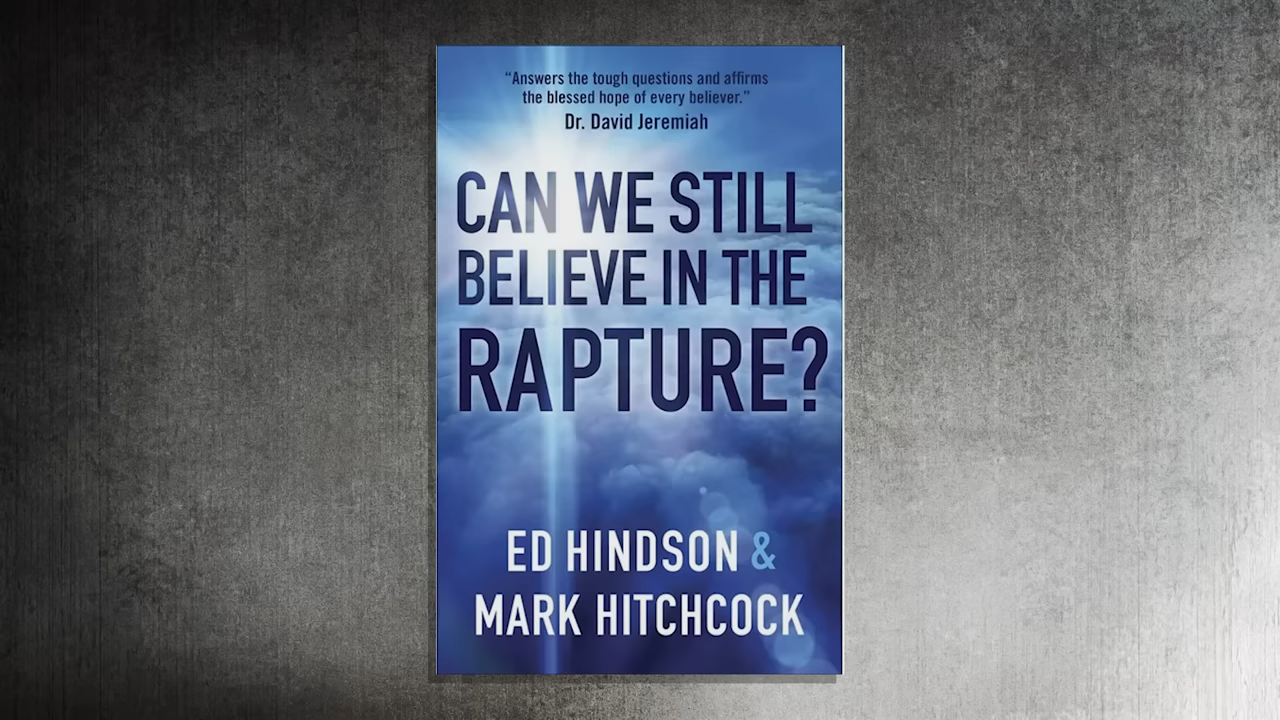 “Answers the tough questions and affirms
the blessed hope of every believer.”
Dr. David Jeremiah
CAN WE STILL
BELIEVE IN THE
RAPTURE?
ED HINDSON &
MARK HITCHCOCK